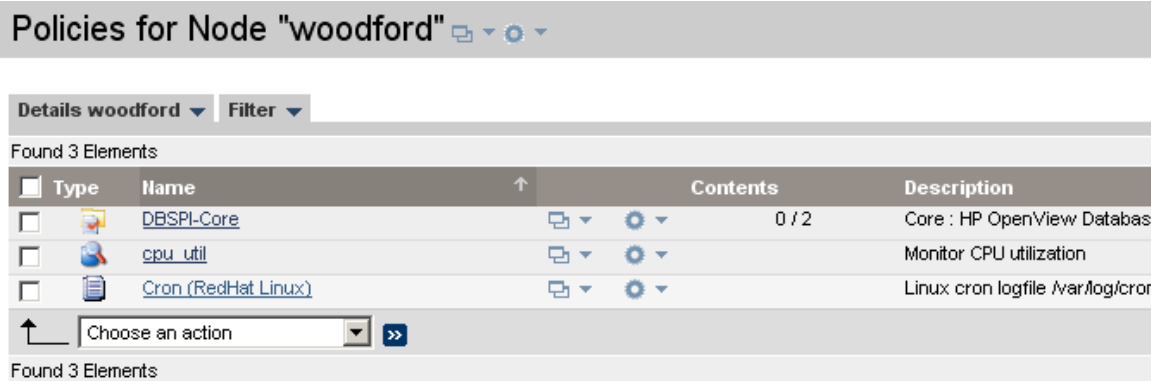 Policies for Node "woodford"
Details woodford Filter
Found 3 Elements
Type Name Contents Description
DBSPI-Core 0 / 2 Core : HP OpenView Databas
cpu_util Monitor CPU utilization
Cron (RedHat Linux) Linux cron logfile /var/log/cron
Choose an action
Found 3 Elements